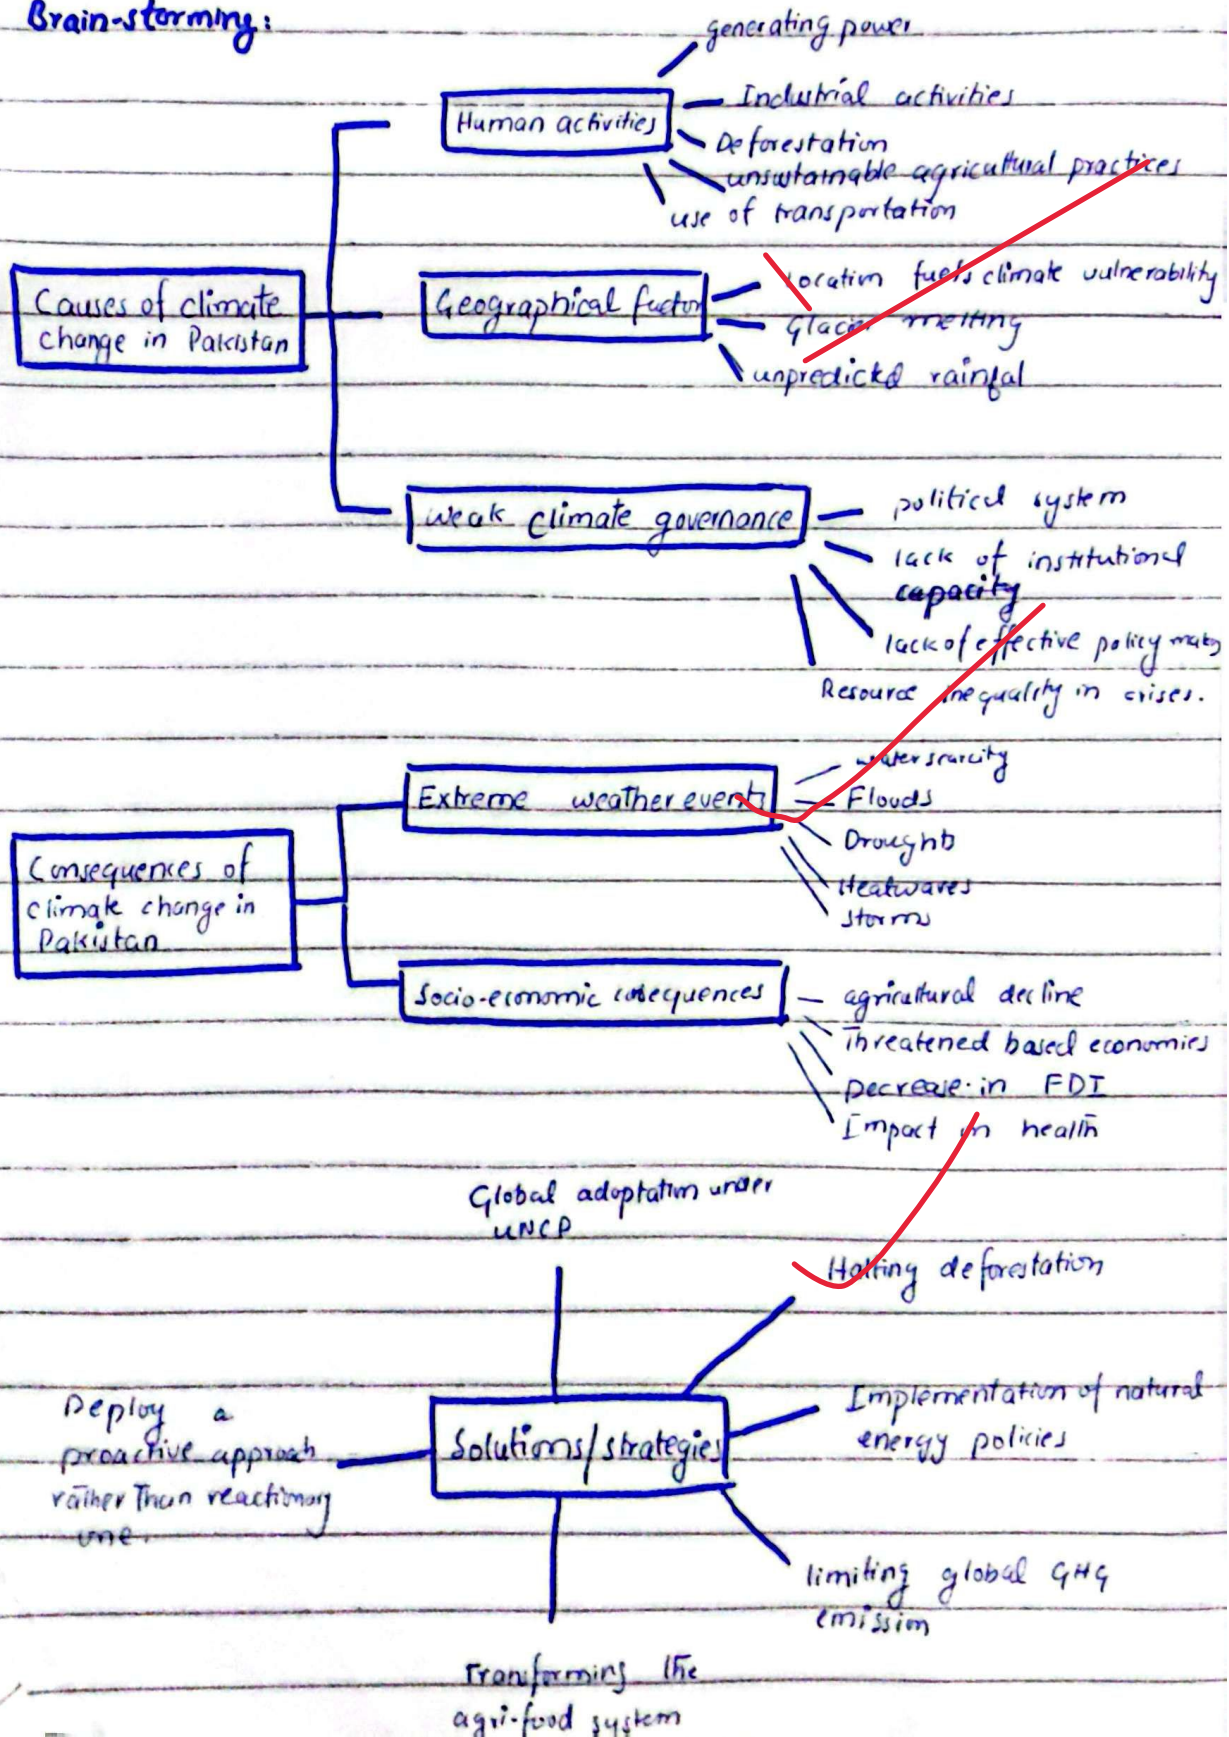 Brain-storming:
generating power
Human activities
Industrial activities
Deforestation
unsustainable agricultural practices
use of transportation
Causes of climate
change in Pakistan
Geographical factor
Location fuels climate vulnerability
Glacier melting
unpredictd rainfal
weak climate governance
political system
lack of institutional
capacity
lack of effective policy
Resource inequality in crises.
Extreme weather events
water scarcity
Floods
Droughts
Heatwaves
storms
Consequences of
climate change in
Pakistan
Socio-economic cosequences
agricultural decline
Threatened based economies
Decrease in FDI
Impact on health
Global adoptation under
UNCP
Halting deforestation
Implementation of natural
energy policies
Solutions/strategies
Deploy a
proactive approach
rather than reactionary
one.
limiting global GHG
emission
Transforming the
agri-food system